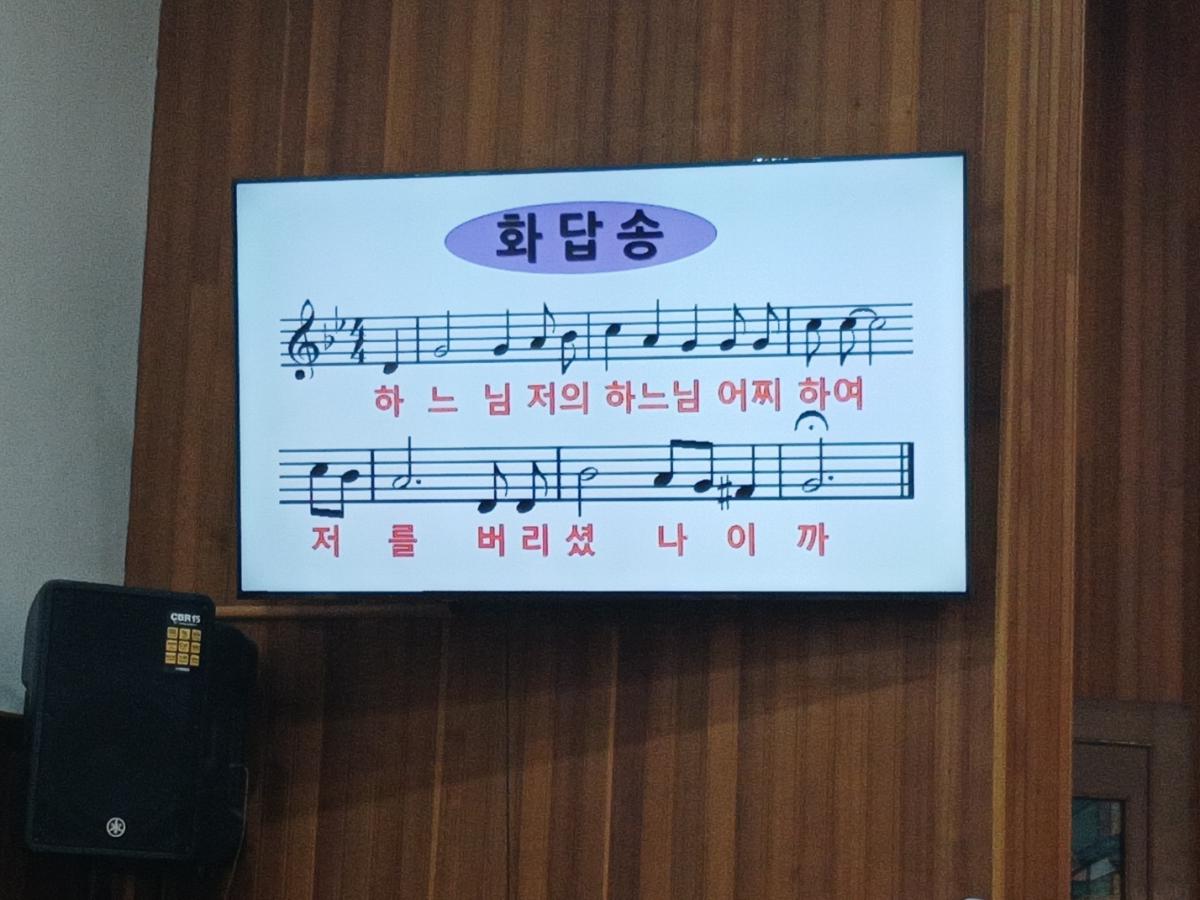 화답송
하 느 님 저의 하느님 어찌 하여
저 를 버 리 셨 나 이 까
CBR15